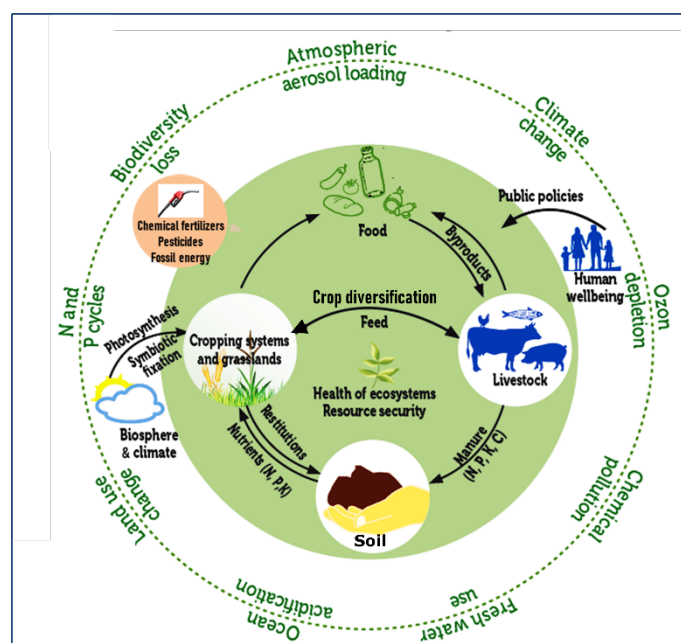 Atmospheric
aerosol loading
Climate
change
Biodiversity
loss
Ozon
depletion
N and
P cycles
Chemical
pollution
Land use
change
Fresh water
use
Ocean
acidification
Chemical fertilizers
Pesticides
Fossil energy
Food
Public policies
Human
wellbeing
Byproducts
Crop diversification
Feed
Photosynthesis
Symbiotic
fixation
Cropping systems
and grasslands
Livestock
Health of ecosystems
Resource security
Biosphere
& climate
Restitutions
Nutrients (N, P,K)
Manure
(N, P, K, C)
Soil